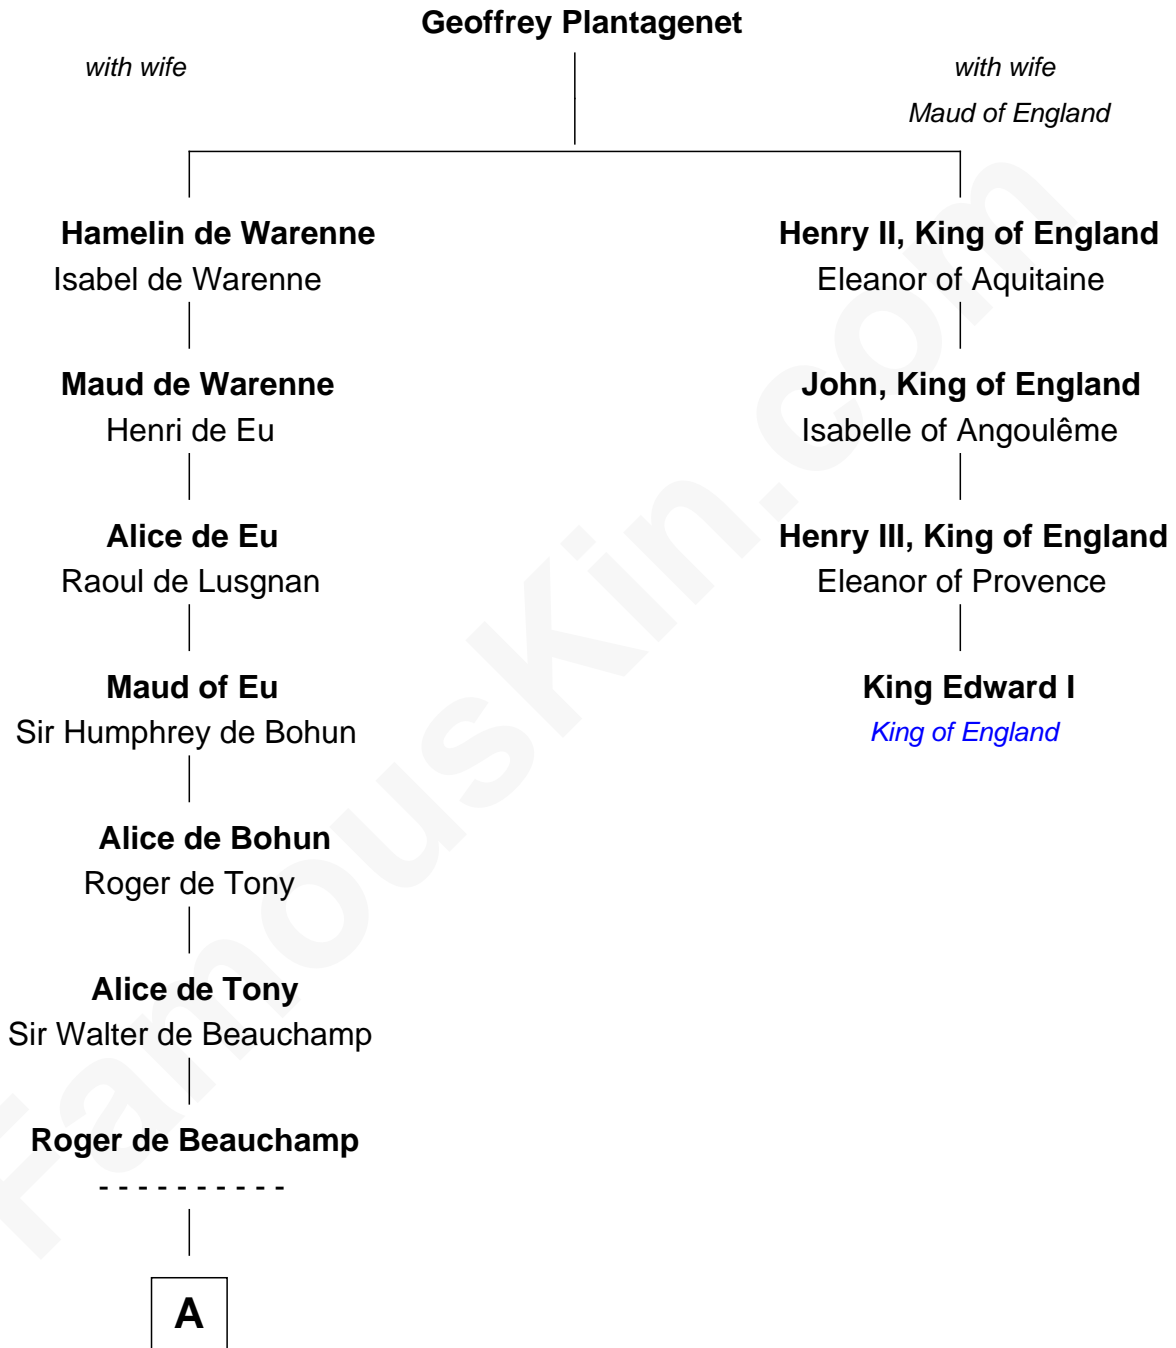 Geoffrey Plantagenet
with wife
with wife
Maud of England
Hamelin de Warenne
Isabel de Warenne
Maud de Warenne
Henri de Eu
Alice de Eu
Raoul de Lusgnan
Maud of Eu
Sir Humphrey de Bohun
Alice de Bohun
Roger de Tony
Alice de Tony
Sir Walter de Beauchamp
Roger de Beauchamp
- - - - - - - - - -
A
Henry II, King of England
Eleanor of Aquitaine
John, King of England
Isabelle of Angoulême
Henry III, King of England
Eleanor of Provence
King Edward I
King of England
FamousKin.com